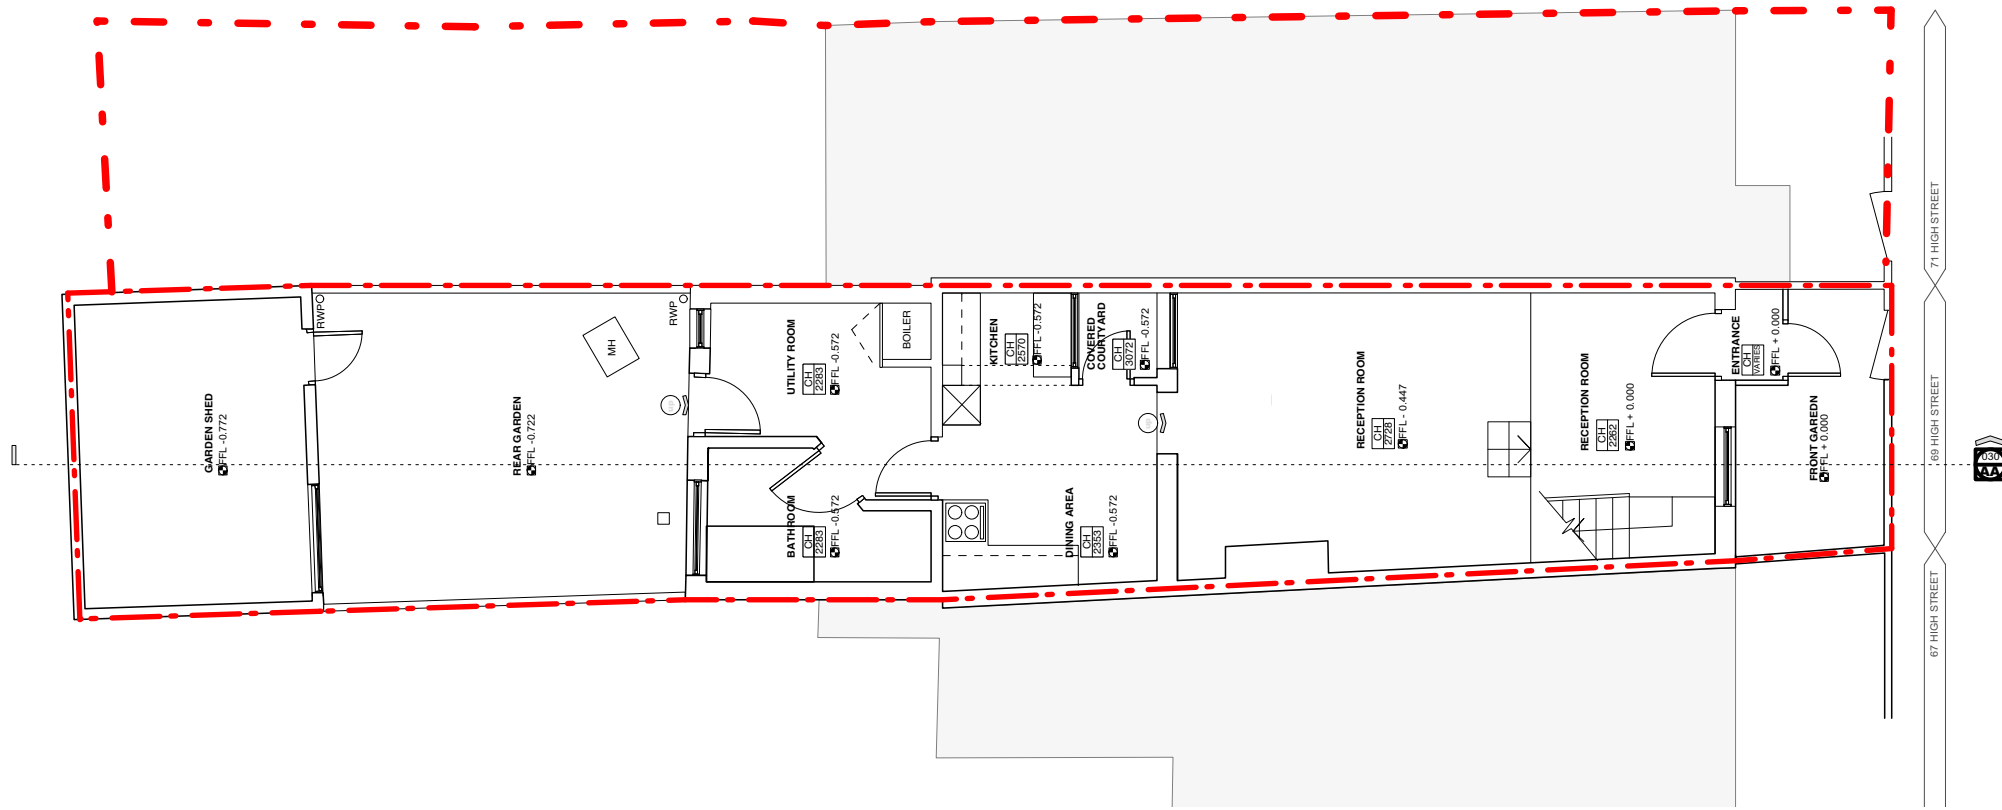 GARDEN SHED
FFL -0.772
RWP
REAR GARDEN
FFL -0.722
MH
RWP
up
UTILITY ROOM
CH
2283
FFL -0.572
BOILER
BATHROOM
CH
2283
FFL -0.572
KITCHEN
CH
2570
FFL -0.572
COVERED
COURTYARD
CH
3072
FFL -0.572
DINING AREA
CH
2353
FFL -0.572
up
RECEPTION ROOM
CH
2728
FFL - 0.447
RECEPTION ROOM
CH
2262
FFL + 0.000
ENTRANCE
CH
VARIES
FFL + 0.000
FRONT GAREDN
FFL + 0.000
71 HIGH STREET
69 HIGH STREET
67 HIGH STREET
030
AA